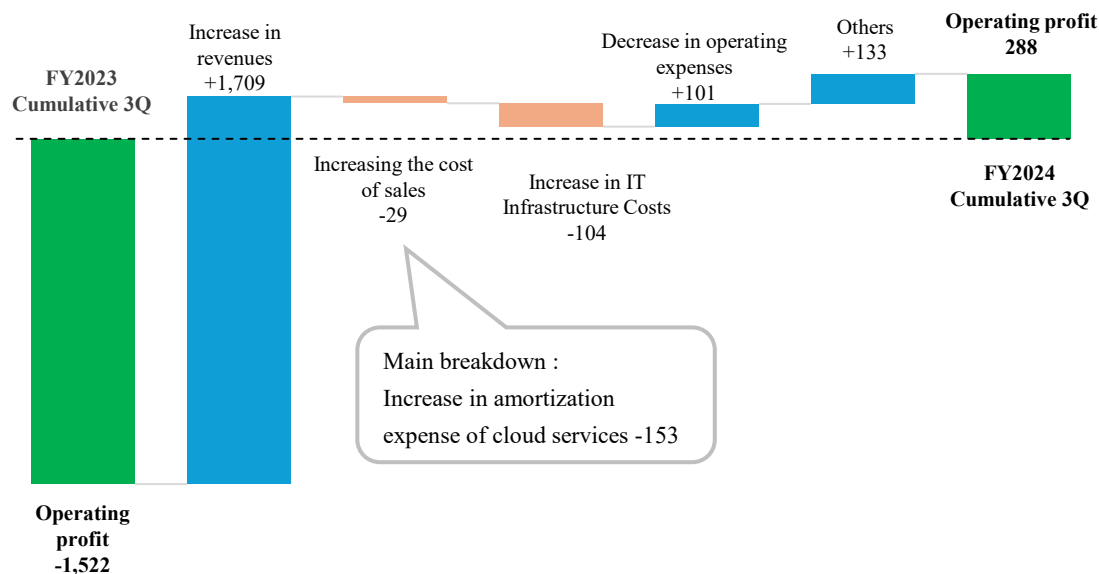 FY2023
Cumulative 3Q
Increase in
revenues
+1,709
Decrease in operating
expenses
+101
Others
+133
Operating profit
288
Increasing the cost
of sales
-29
Increase in IT
Infrastructure Costs
-104
FY2024
Cumulative 3Q
Main breakdown :
Increase in amortization
expense of cloud services -153
Operating
profit
-1,522